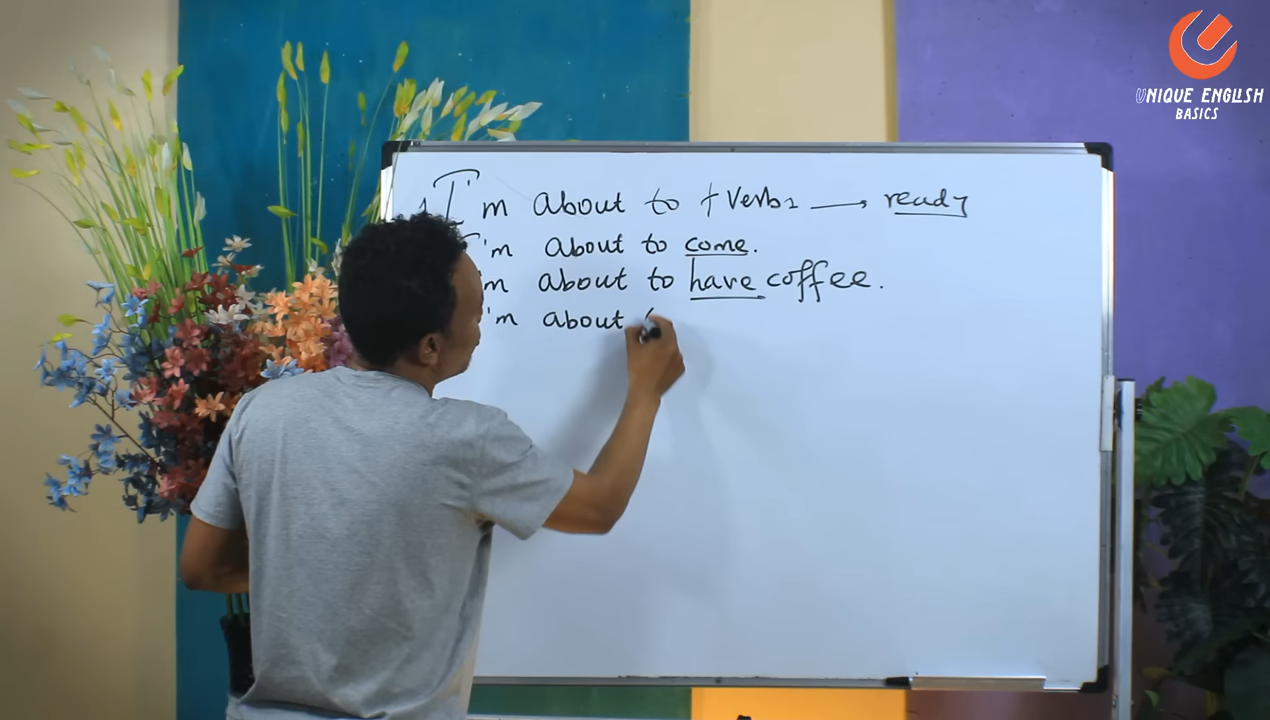 I'm about to + Verb1 → ready
I'm about to come.
'm about to have coffee.
'm about
UNIQUE ENGLISH
BASICS